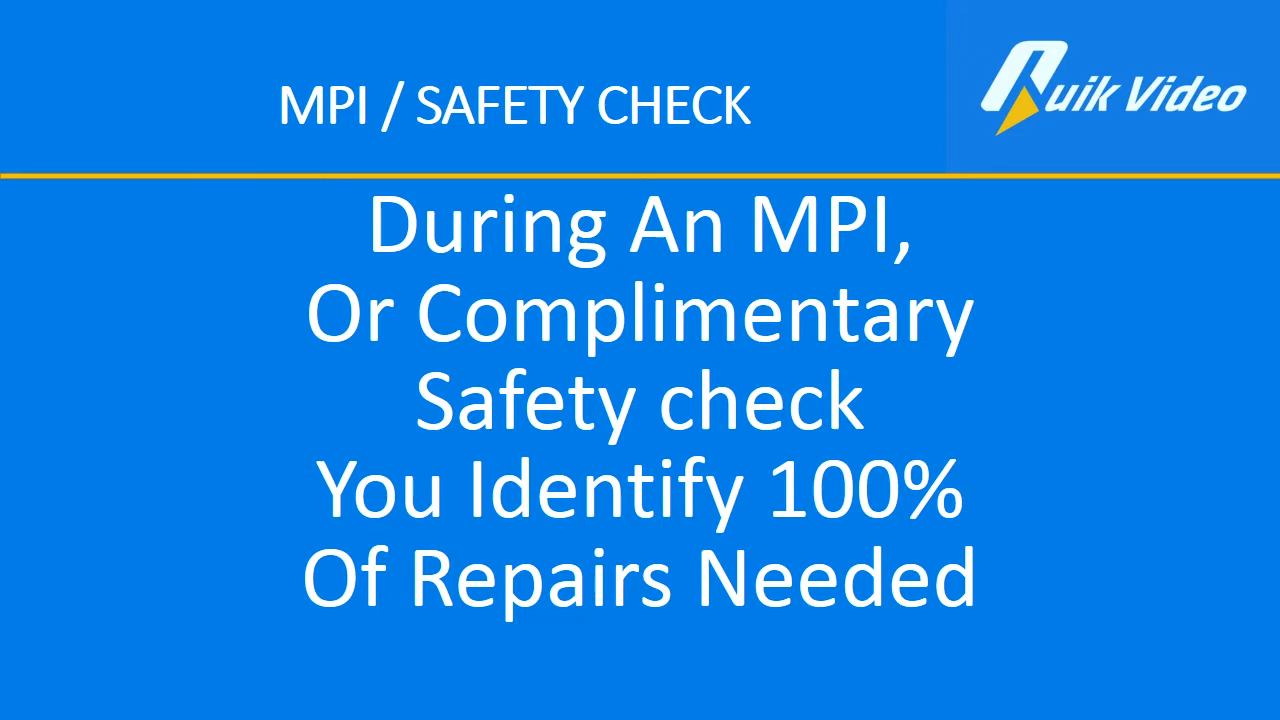 MPI / SAFETY CHECK
Quik Video
During An MPI,
Or Complimentary
Safety check
You Identify 100%
Of Repairs Needed